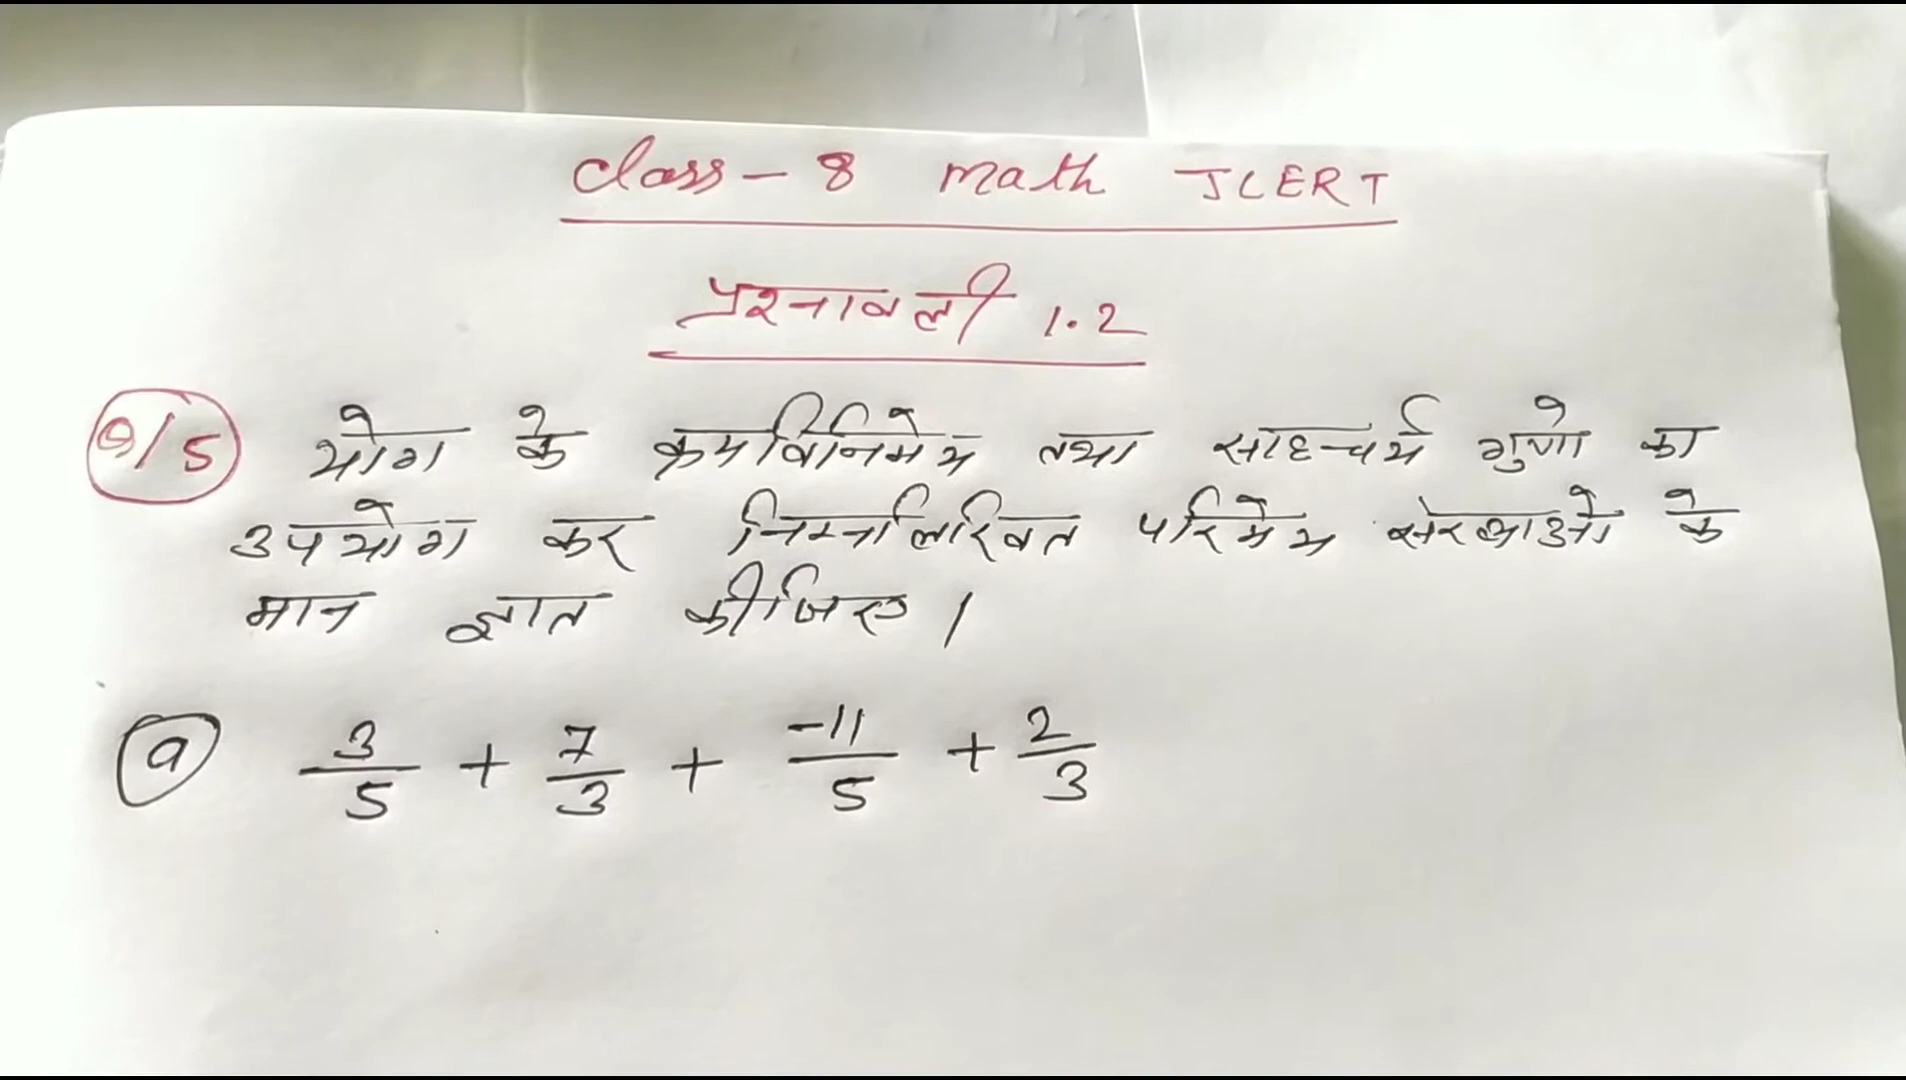 class - 8 math JCERT
प्रश्नावली 1.2
Q/5 योग के क्रमविनिमेय तथा साहचर्य गुणो का
उपयोग कर निम्नलिखित परिमेय संख्याओ के
मान ज्ञात कीजिए ।
(a) 3/5 + 7/3 + -11/5 + 2/3